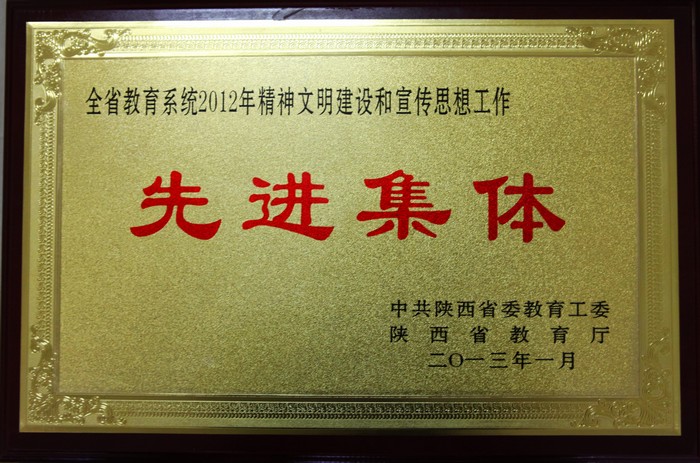 全省教育系统2012年精神文明建设和宣传思想工作
先进集体
中共陕西省委教育工委
陕西省教育厅
二〇一三年一月